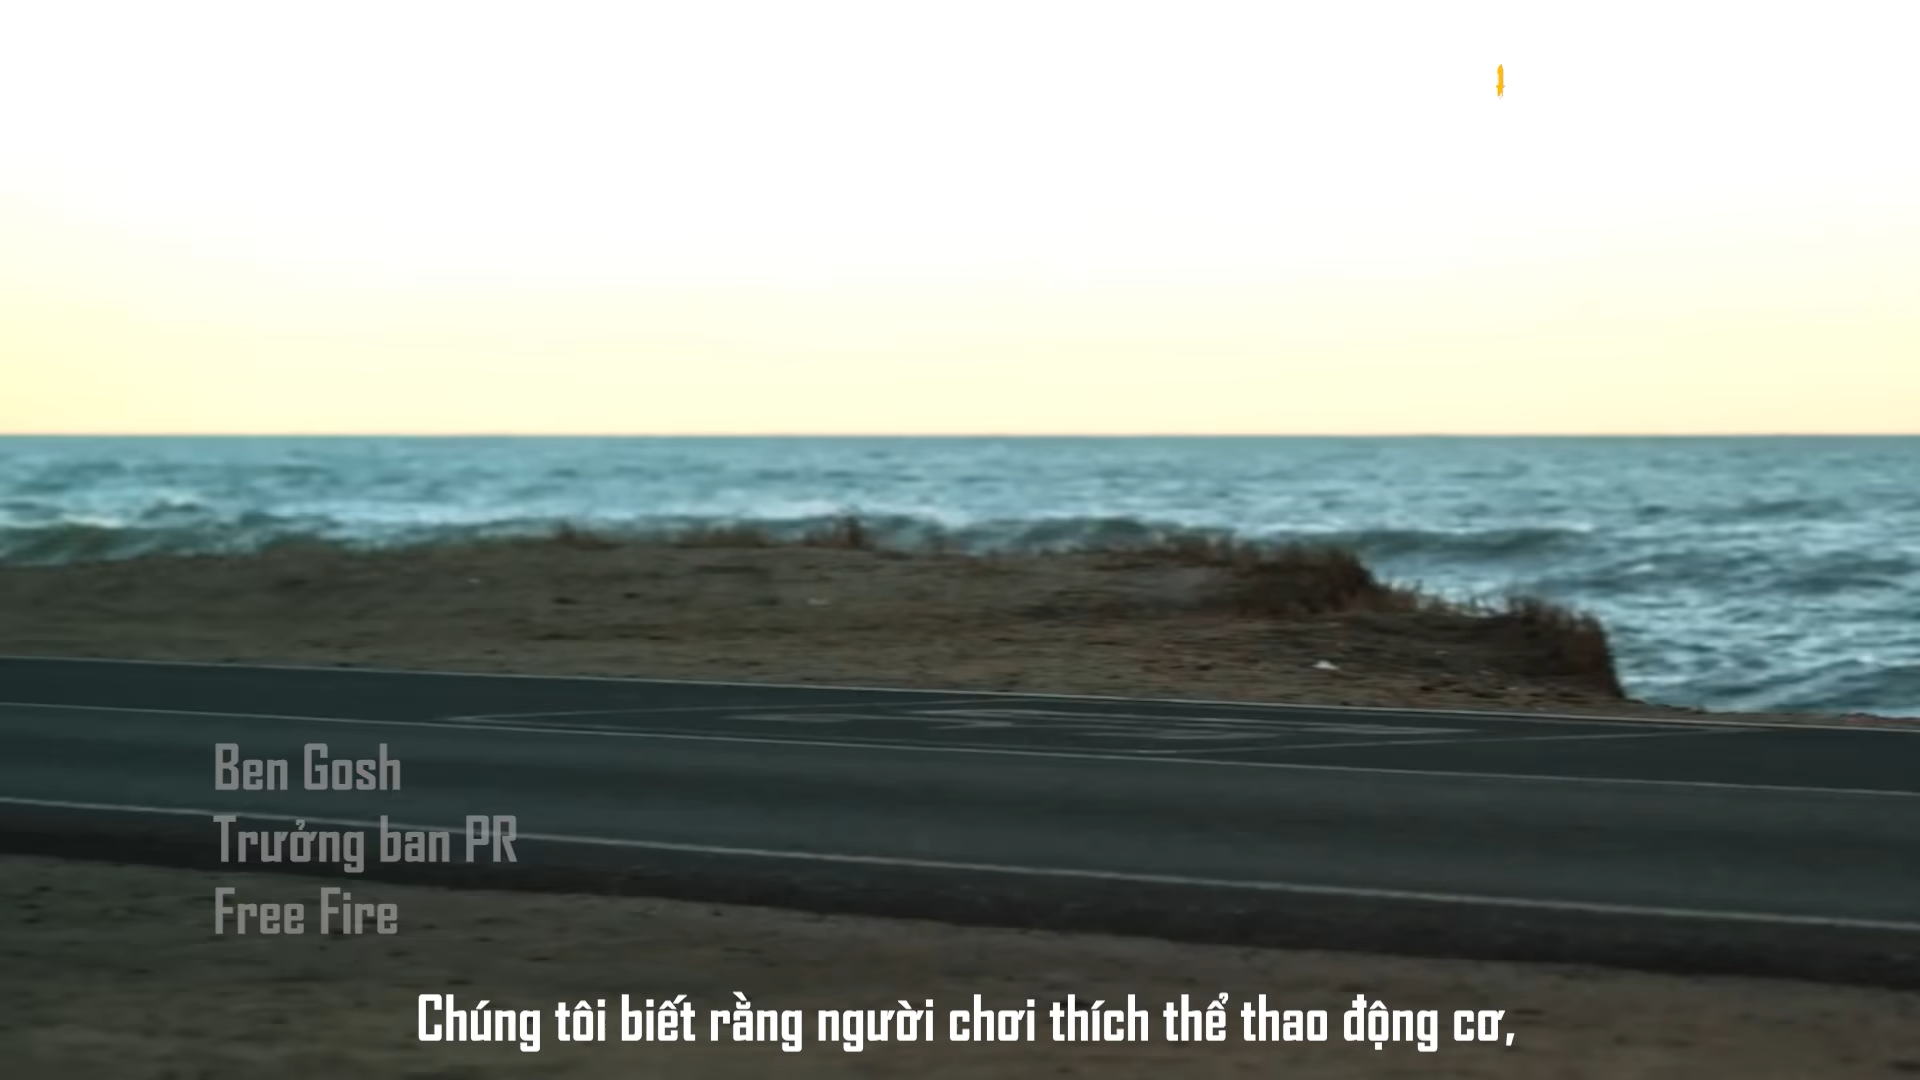 Ben Gosh
Trưởng ban PR
Free Fire
Chúng tôi biết rằng người chơi thích thể thao động cơ,